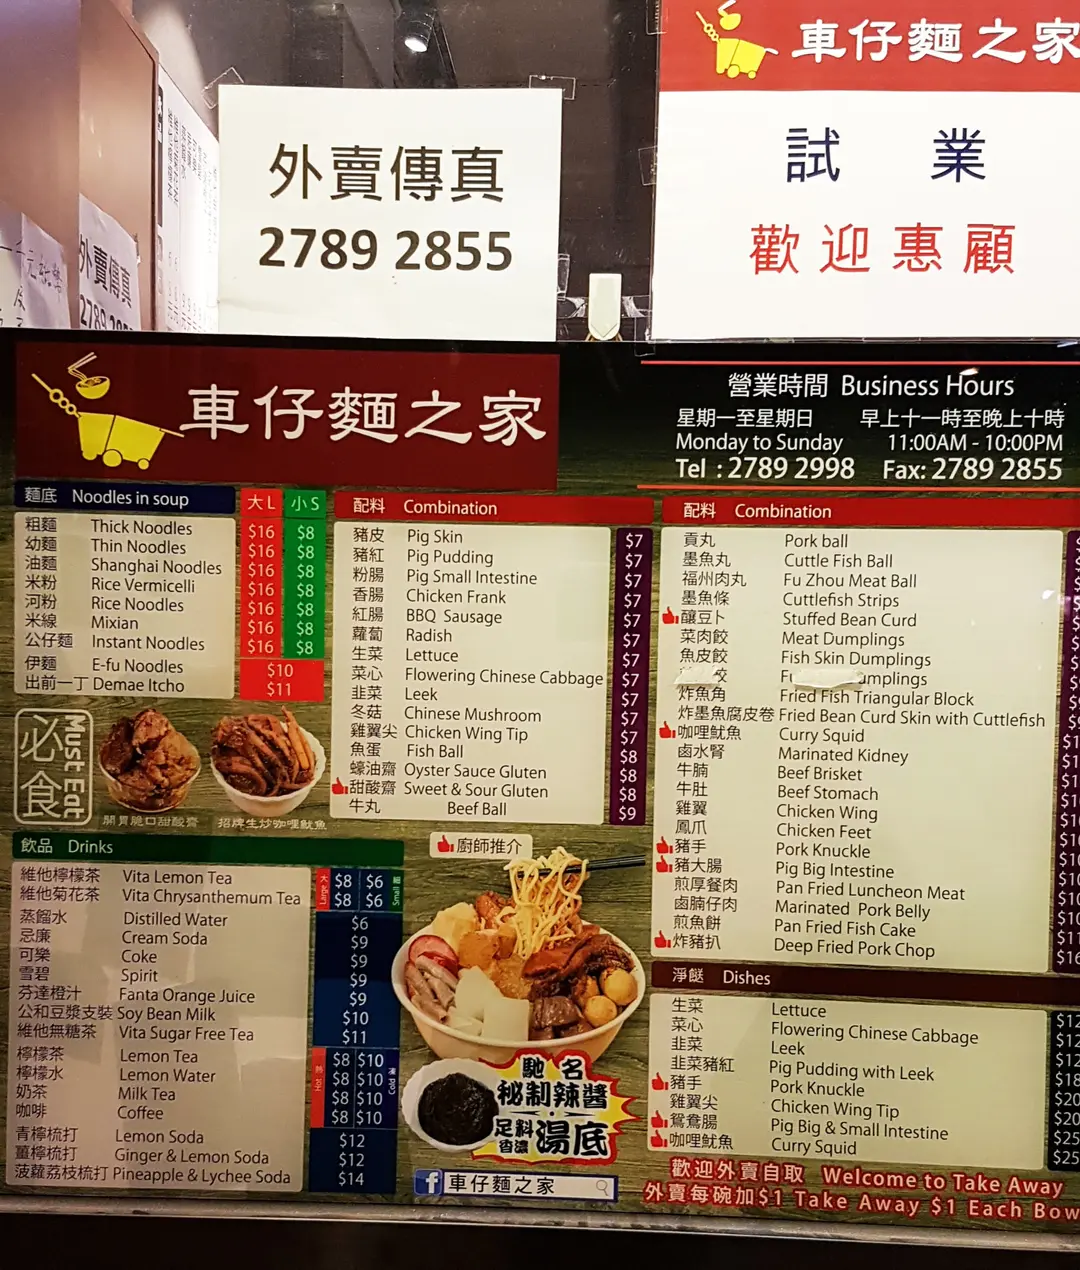 車仔麵之家
試業
歡迎惠顧
外賣傳真
2789 2855
外賣傳真
車仔麵之家
營業時間 Business Hours
星期一至星期日 早上十一時至晚上十時
Monday to Sunday 11:00AM - 10:00PM
Tel : 2789 2998 Fax: 2789 2855
麵底 Noodles in soup 大 L 小 S
粗麵 Thick Noodles $16 $8
幼麵 Thin Noodles $16 $8
油麵 Shanghai Noodles $16 $8
米粉 Rice Vermicelli $16 $8
河粉 Rice Noodles $16 $8
米線 Mixian $16 $8
公仔麵 Instant Noodles $16 $8
伊麵 E-fu Noodles $10
出前一丁 Demae Itcho $11
必食 Must Eat
招牌生炒咖喱魷魚
飲品 Drinks
大 Large 細 Small
維他檸檬茶 Vita Lemon Tea $8 $6
維他菊花茶 Vita Chrysanthemum Tea $8 $6
蒸餾水 Distilled Water $6
忌廉 Cream Soda $9
可樂 Coke $9
雪碧 Spirit $9
芬達橙汁 Fanta Orange Juice $9
公和豆漿支裝 Soy Bean Milk $10
維他無糖茶 Vita Sugar Free Tea $11
熱 Hot 凍 Cold
檸檬茶 Lemon Tea $8 $10
檸檬水 Lemon Water $8 $10
奶茶 Milk Tea $8 $10
咖啡 Coffee $8 $10
青檸梳打 Lemon Soda $12
薑檸梳打 Ginger & Lemon Soda $12
菠蘿荔枝梳打 Pineapple & Lychee Soda $14
配料 Combination
豬皮 Pig Skin $7
豬紅 Pig Pudding $7
粉腸 Pig Small Intestine $7
香腸 Chicken Frank $7
紅腸 BBQ Sausage $7
蘿蔔 Radish $7
生菜 Lettuce $7
菜心 Flowering Chinese Cabbage $7
韭菜 Leek $7
冬菇 Chinese Mushroom $7
雞翼尖 Chicken Wing Tip $7
魚蛋 Fish Ball $8
蠔油齋 Oyster Sauce Gluten $8
甜酸齋 Sweet & Sour Gluten $8
牛丸 Beef Ball $9
廚師推介
馳名
秘制辣醬
足料香濃 湯底
車仔麵之家
配料 Combination
貢丸 Pork ball
墨魚丸 Cuttle Fish Ball
福州肉丸 Fu Zhou Meat Ball
墨魚條 Cuttlefish Strips
釀豆卜 Stuffed Bean Curd
菜肉餃 Meat Dumplings
魚皮餃 Fish Skin Dumplings
炸魚角 Fried Fish Triangular Block
炸墨魚腐皮卷 Fried Bean Curd Skin with Cuttlefish
咖哩魷魚 Curry Squid
鹵水腎 Marinated Kidney
牛腩 Beef Brisket
牛肚 Beef Stomach
雞翼 Chicken Wing
鳳爪 Chicken Feet
豬手 Pork Knuckle
豬大腸 Pig Big Intestine
煎厚餐肉 Pan Fried Luncheon Meat
鹵腩仔肉 Marinated Pork Belly
煎魚餅 Pan Fried Fish Cake
炸豬扒 Deep Fried Pork Chop $16
淨餸 Dishes
生菜 Lettuce $12
菜心 Flowering Chinese Cabbage $12
韭菜 Leek $12
韭菜豬紅 Pig Pudding with Leek $18
豬手 Pork Knuckle $20
雞翼尖 Chicken Wing Tip $20
鴛鴦腸 Pig Big & Small Intestine $25
咖哩魷魚 Curry Squid $25
歡迎外賣自取 Welcome to Take Away
外賣每碗加$1 Take Away $1 Each Bow